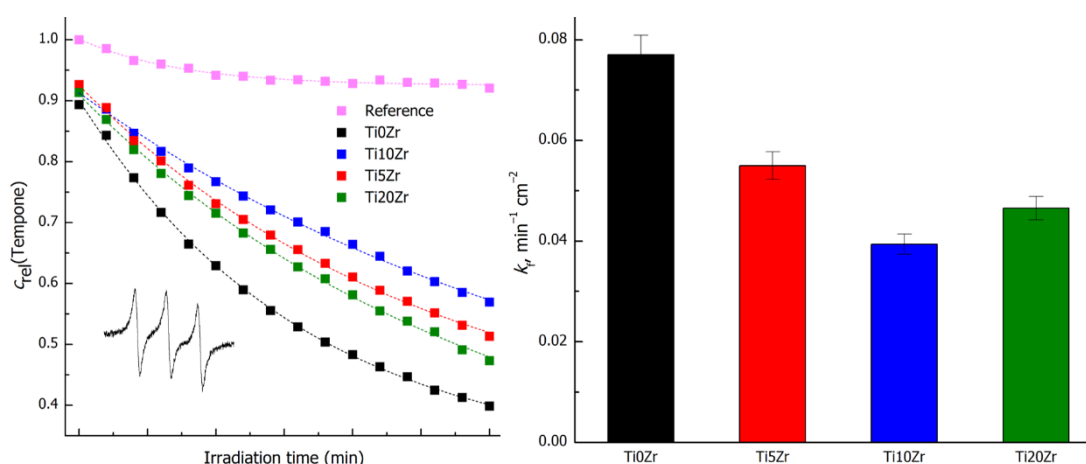 1.0
0.9
0.8
0.7
0.6
0.5
0.4
c_rel(Tempone)
Reference
Ti0Zr
Ti10Zr
Ti5Zr
Ti20Zr
Irradiation time (min)
0.08
0.06
0.04
0.02
0.00
k_f, min⁻¹ cm⁻²
Ti0Zr Ti5Zr Ti10Zr Ti20Zr